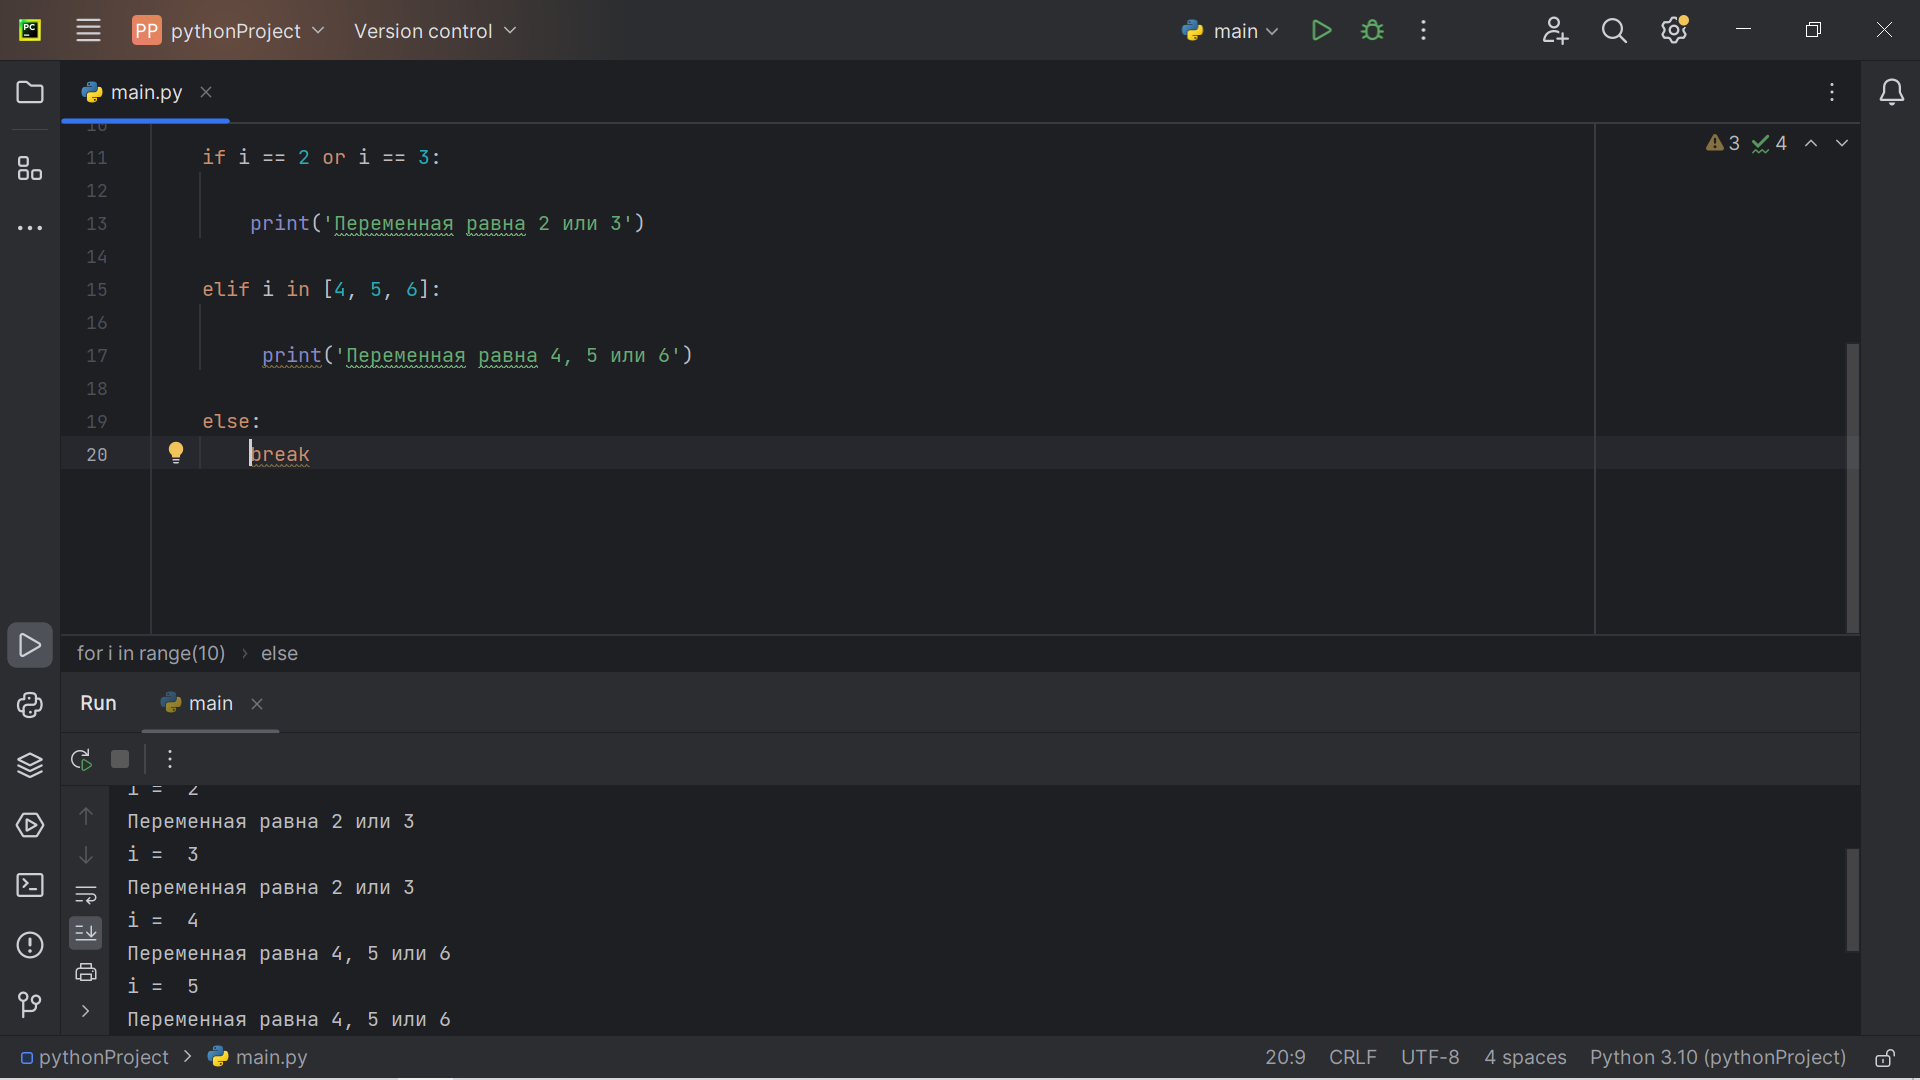 PC
PP pythonProject Version control main
main.py
3 4
10
11 if i == 2 or i == 3:
12
13 print('Переменная равна 2 или 3')
14
15 elif i in [4, 5, 6]:
16
17 print('Переменная равна 4, 5 или 6')
18
19 else:
20 break
for i in range(10) › else
Run main
i = 2
Переменная равна 2 или 3
i = 3
Переменная равна 2 или 3
i = 4
Переменная равна 4, 5 или 6
i = 5
Переменная равна 4, 5 или 6
pythonProject > main.py 20:9 CRLF UTF-8 4 spaces Python 3.10 (pythonProject)